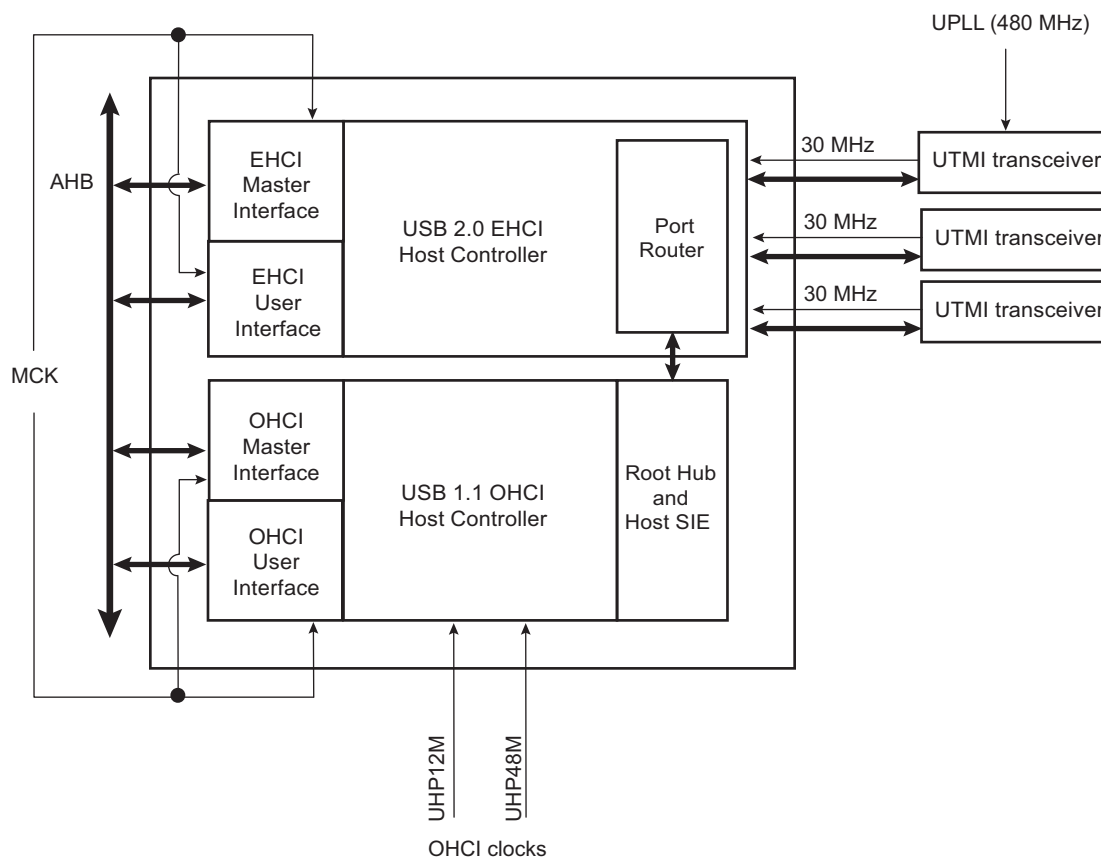 UPLL (480 MHz)
AHB
MCK
EHCI
Master
Interface
EHCI
User
Interface
USB 2.0 EHCI
Host Controller
Port
Router
30 MHz
UTMI transceiver
30 MHz
UTMI transceiver
30 MHz
UTMI transceiver
OHCI
Master
Interface
OHCI
User
Interface
USB 1.1 OHCI
Host Controller
Root Hub
and
Host SIE
UHP12M
UHP48M
OHCI clocks